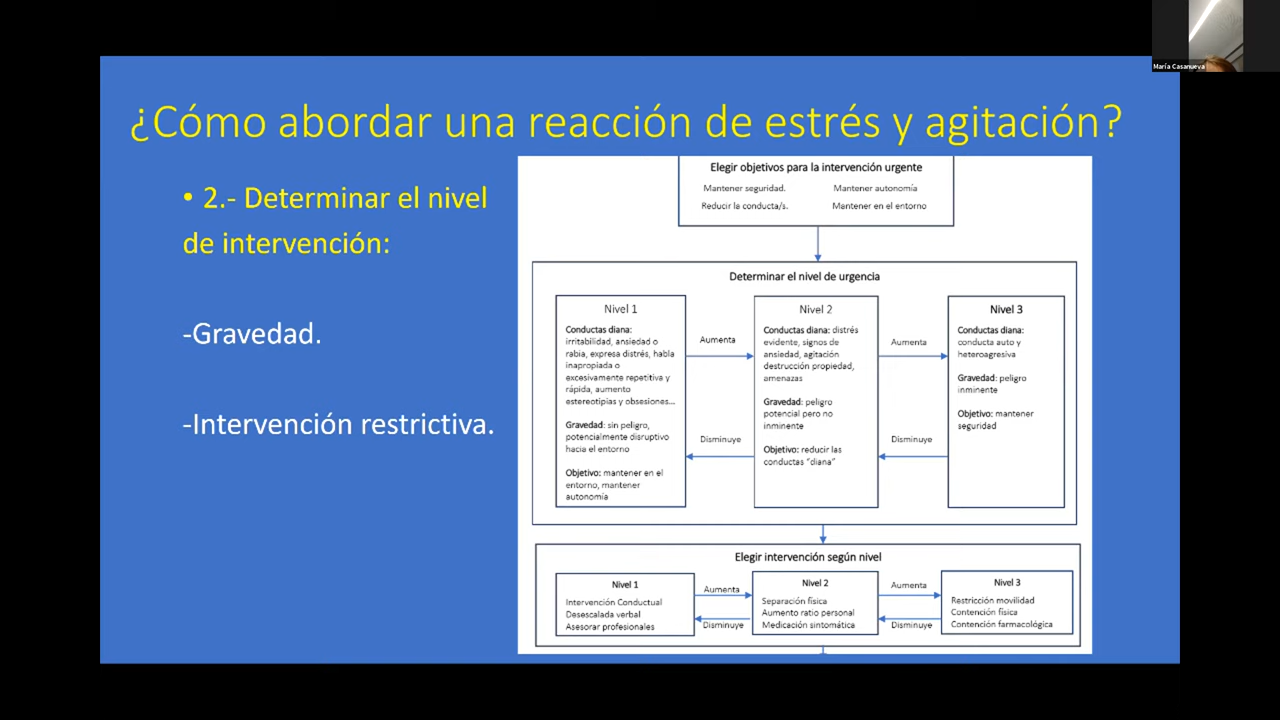 María Casanueva
¿Cómo abordar una reacción de estrés y agitación?
• 2.- Determinar el nivel
de intervención:
-Gravedad.
-Intervención restrictiva.
Elegir objetivos para la intervención urgente
Mantener seguridad.
Mantener autonomía
Reducir la conducta/s.
Mantener en el entorno
Determinar el nivel de urgencia
Nivel 1
Conductas diana:
irritabilidad, ansiedad o
rabia, expresa distrés, habla
inapropiada o
excesivamente repetitiva y
rápida, aumento
estereotipias y obsesiones...
Gravedad: sin peligro,
potencialmente disruptivo
hacia el entorno
Objetivo: mantener en el
entorno, mantener
autonomía
Aumenta
Disminuye
Nivel 2
Conductas diana: distrés
evidente, signos de
ansiedad, agitación
destrucción propiedad,
amenazas
Gravedad: peligro
potencial pero no
inminente
Objetivo: reducir las
conductas "diana"
Aumenta
Disminuye
Nivel 3
Conductas diana:
conducta auto y
heteroagresiva
Gravedad: peligro
inminente
Objetivo: mantener
seguridad
Elegir intervención según nivel
Nivel 1
Intervención Conductual
Desescalada verbal
Asesorar profesionales
Aumenta
Disminuye
Nivel 2
Separación física
Aumento ratio personal
Medicación sintomática
Aumenta
Disminuye
Nivel 3
Restricción movilidad
Contención física
Contención farmacológica